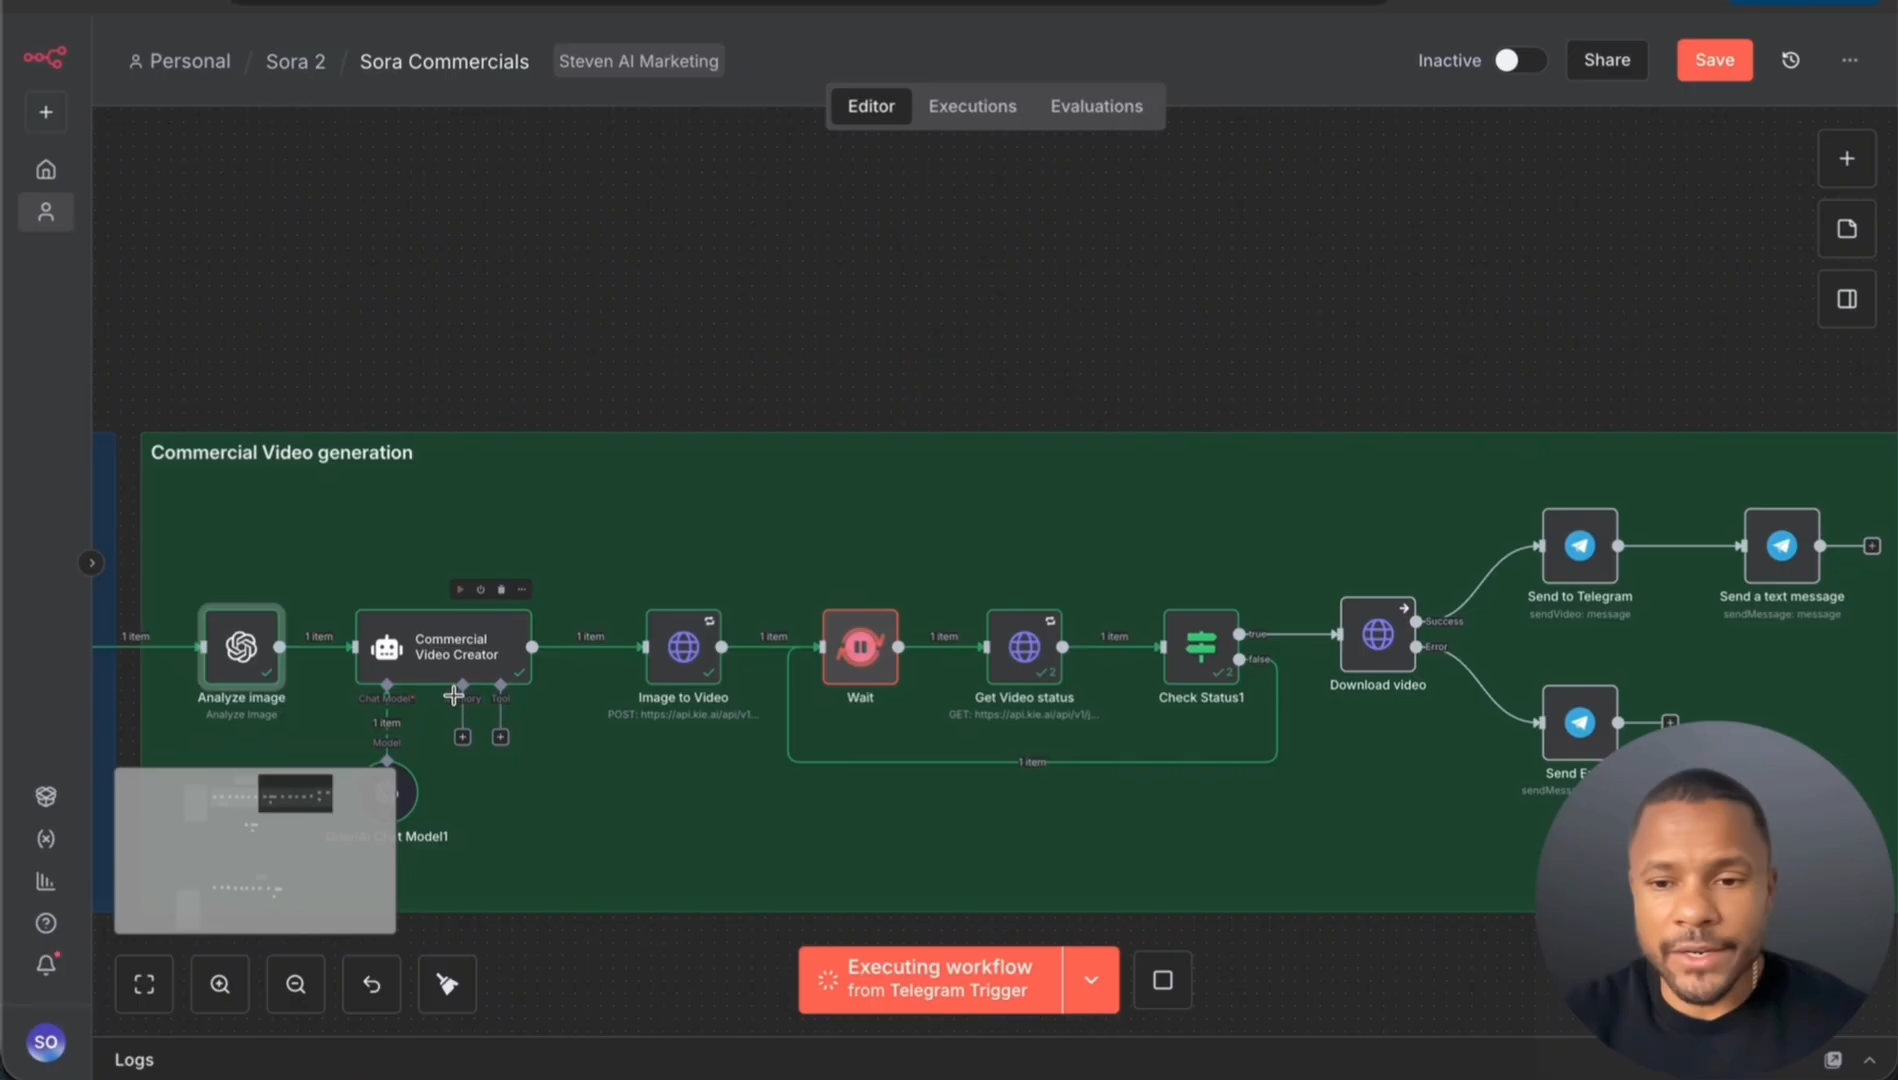 Personal / Sora 2 / Sora Commercials Steven AI Marketing
Inactive Share Save
Editor Executions Evaluations
Commercial Video generation
1 item
1 item
1 item
1 item
1 item
1 item
true
false
Success
Error
Analyze image
Analyze Image
Commercial
Video Creator
Chat Model*
Tool
1 item
Model
Image to Video
POST: https://api.kie.ai/api/v1...
Wait
Get Video status
GET: https://api.kie.ai/api/v1/j...
2
Check Status1
2
1 item
Download video
Send to Telegram
sendVideo: message
Send a text message
sendMessage: message
Send
sendMess
t Model1
Executing workflow
from Telegram Trigger
SO
Logs